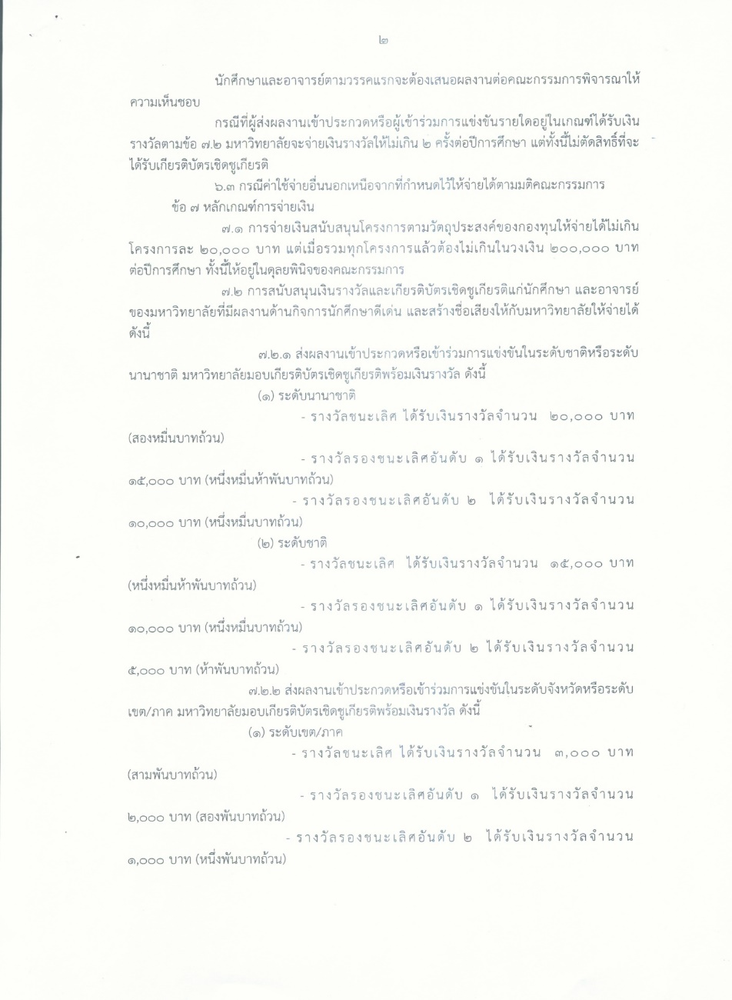 ๒
นักศึกษาและอาจารย์ตามวรรคแรกจะต้องเสนอผลงานต่อคณะกรรมการพิจารณาให้
ความเห็นชอบ
กรณีที่ผู้ส่งผลงานเข้าประกวดหรือผู้เข้าร่วมการแข่งขันรายใดอยู่ในเกณฑ์ได้รับเงิน
รางวัลตามข้อ ๗.๒ มหาวิทยาลัยจะจ่ายเงินรางวัลให้ไม่เกิน ๒ ครั้งต่อปีการศึกษา แต่ทั้งนี้ไม่ตัดสิทธิ์ที่จะ
ได้รับเกียรติบัตรเชิดชูเกียรติ
๖.๓ กรณีค่าใช้จ่ายอื่นนอกเหนือจากที่กำหนดไว้ให้จ่ายได้ตามมติคณะกรรมการ
ข้อ ๗ หลักเกณฑ์การจ่ายเงิน
๗.๑ การจ่ายเงินสนับสนุนโครงการตามวัตถุประสงค์ของกองทุนให้จ่ายได้ไม่เกิน
โครงการละ ๒๐,๐๐๐ บาท แต่เมื่อรวมทุกโครงการแล้วต้องไม่เกินในวงเงิน ๒๐๐,๐๐๐ บาท
ต่อปีการศึกษา ทั้งนี้ให้อยู่ในดุลยพินิจของคณะกรรมการ
๗.๒ การสนับสนุนเงินรางวัลและเกียรติบัตรเชิดชูเกียรติแก่นักศึกษา และอาจารย์
ของมหาวิทยาลัยที่มีผลงานด้านกิจการนักศึกษาดีเด่น และสร้างชื่อเสียงให้กับมหาวิทยาลัยให้จ่ายได้
ดังนี้
๗.๒.๑ ส่งผลงานเข้าประกวดหรือเข้าร่วมการแข่งขันในระดับชาติหรือระดับ
นานาชาติ มหาวิทยาลัยมอบเกียรติบัตรเชิดชูเกียรติพร้อมเงินรางวัล ดังนี้
(๑) ระดับนานาชาติ
- รางวัลชนะเลิศ ได้รับเงินรางวัลจำนวน ๒๐,๐๐๐ บาท
(สองหมื่นบาทถ้วน)
- รางวัลรองชนะเลิศอันดับ ๑ ได้รับเงินรางวัลจำนวน
๑๕,๐๐๐ บาท (หนึ่งหมื่นห้าพันบาทถ้วน)
- รางวัลรองชนะเลิศอันดับ ๒ ได้รับเงินรางวัลจำนวน
๑๐,๐๐๐ บาท (หนึ่งหมื่นบาทถ้วน)
(๒) ระดับชาติ
- รางวัลชนะเลิศ ได้รับเงินรางวัลจำนวน ๑๕,๐๐๐ บาท
(หนึ่งหมื่นห้าพันบาทถ้วน)
- รางวัลรองชนะเลิศอันดับ ๑ ได้รับเงินรางวัลจำนวน
๑๐,๐๐๐ บาท (หนึ่งหมื่นบาทถ้วน)
- รางวัลรองชนะเลิศอันดับ ๒ ได้รับเงินรางวัลจำนวน
๕,๐๐๐ บาท (ห้าพันบาทถ้วน)
๗.๒.๒ ส่งผลงานเข้าประกวดหรือเข้าร่วมการแข่งขันในระดับจังหวัดหรือระดับ
เขต/ภาค มหาวิทยาลัยมอบเกียรติบัตรเชิดชูเกียรติพร้อมเงินรางวัล ดังนี้
(๑) ระดับเขต/ภาค
- รางวัลชนะเลิศ ได้รับเงินรางวัลจำนวน ๓,๐๐๐ บาท
(สามพันบาทถ้วน)
- รางวัลรองชนะเลิศอันดับ ๑ ได้รับเงินรางวัลจำนวน
๒,๐๐๐ บาท (สองพันบาทถ้วน)
- รางวัลรองชนะเลิศอันดับ ๒ ได้รับเงินรางวัลจำนวน
๑,๐๐๐ บาท (หนึ่งพันบาทถ้วน)